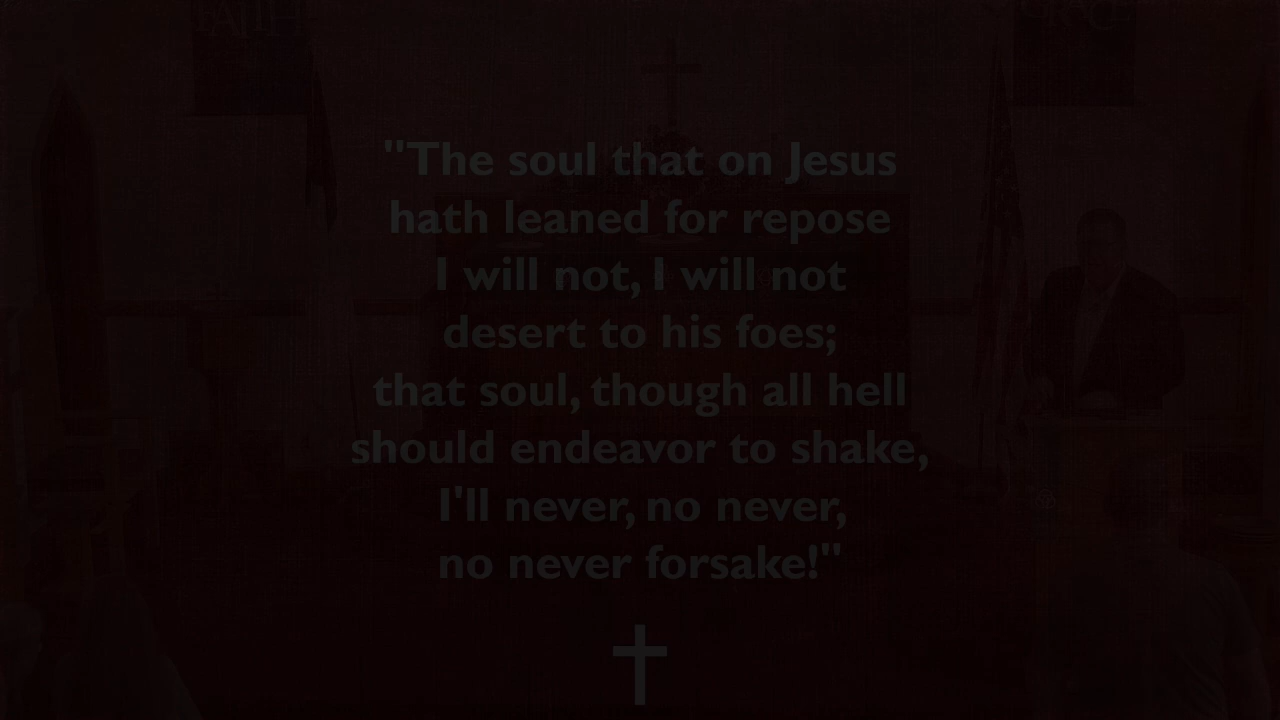 FAITH
"The soul that on Jesus
hath leaned for repose
I will not, I will not
desert to his foes;
that soul, though all hell
should endeavor to shake,
I'll never, no never,
no never forsake!"